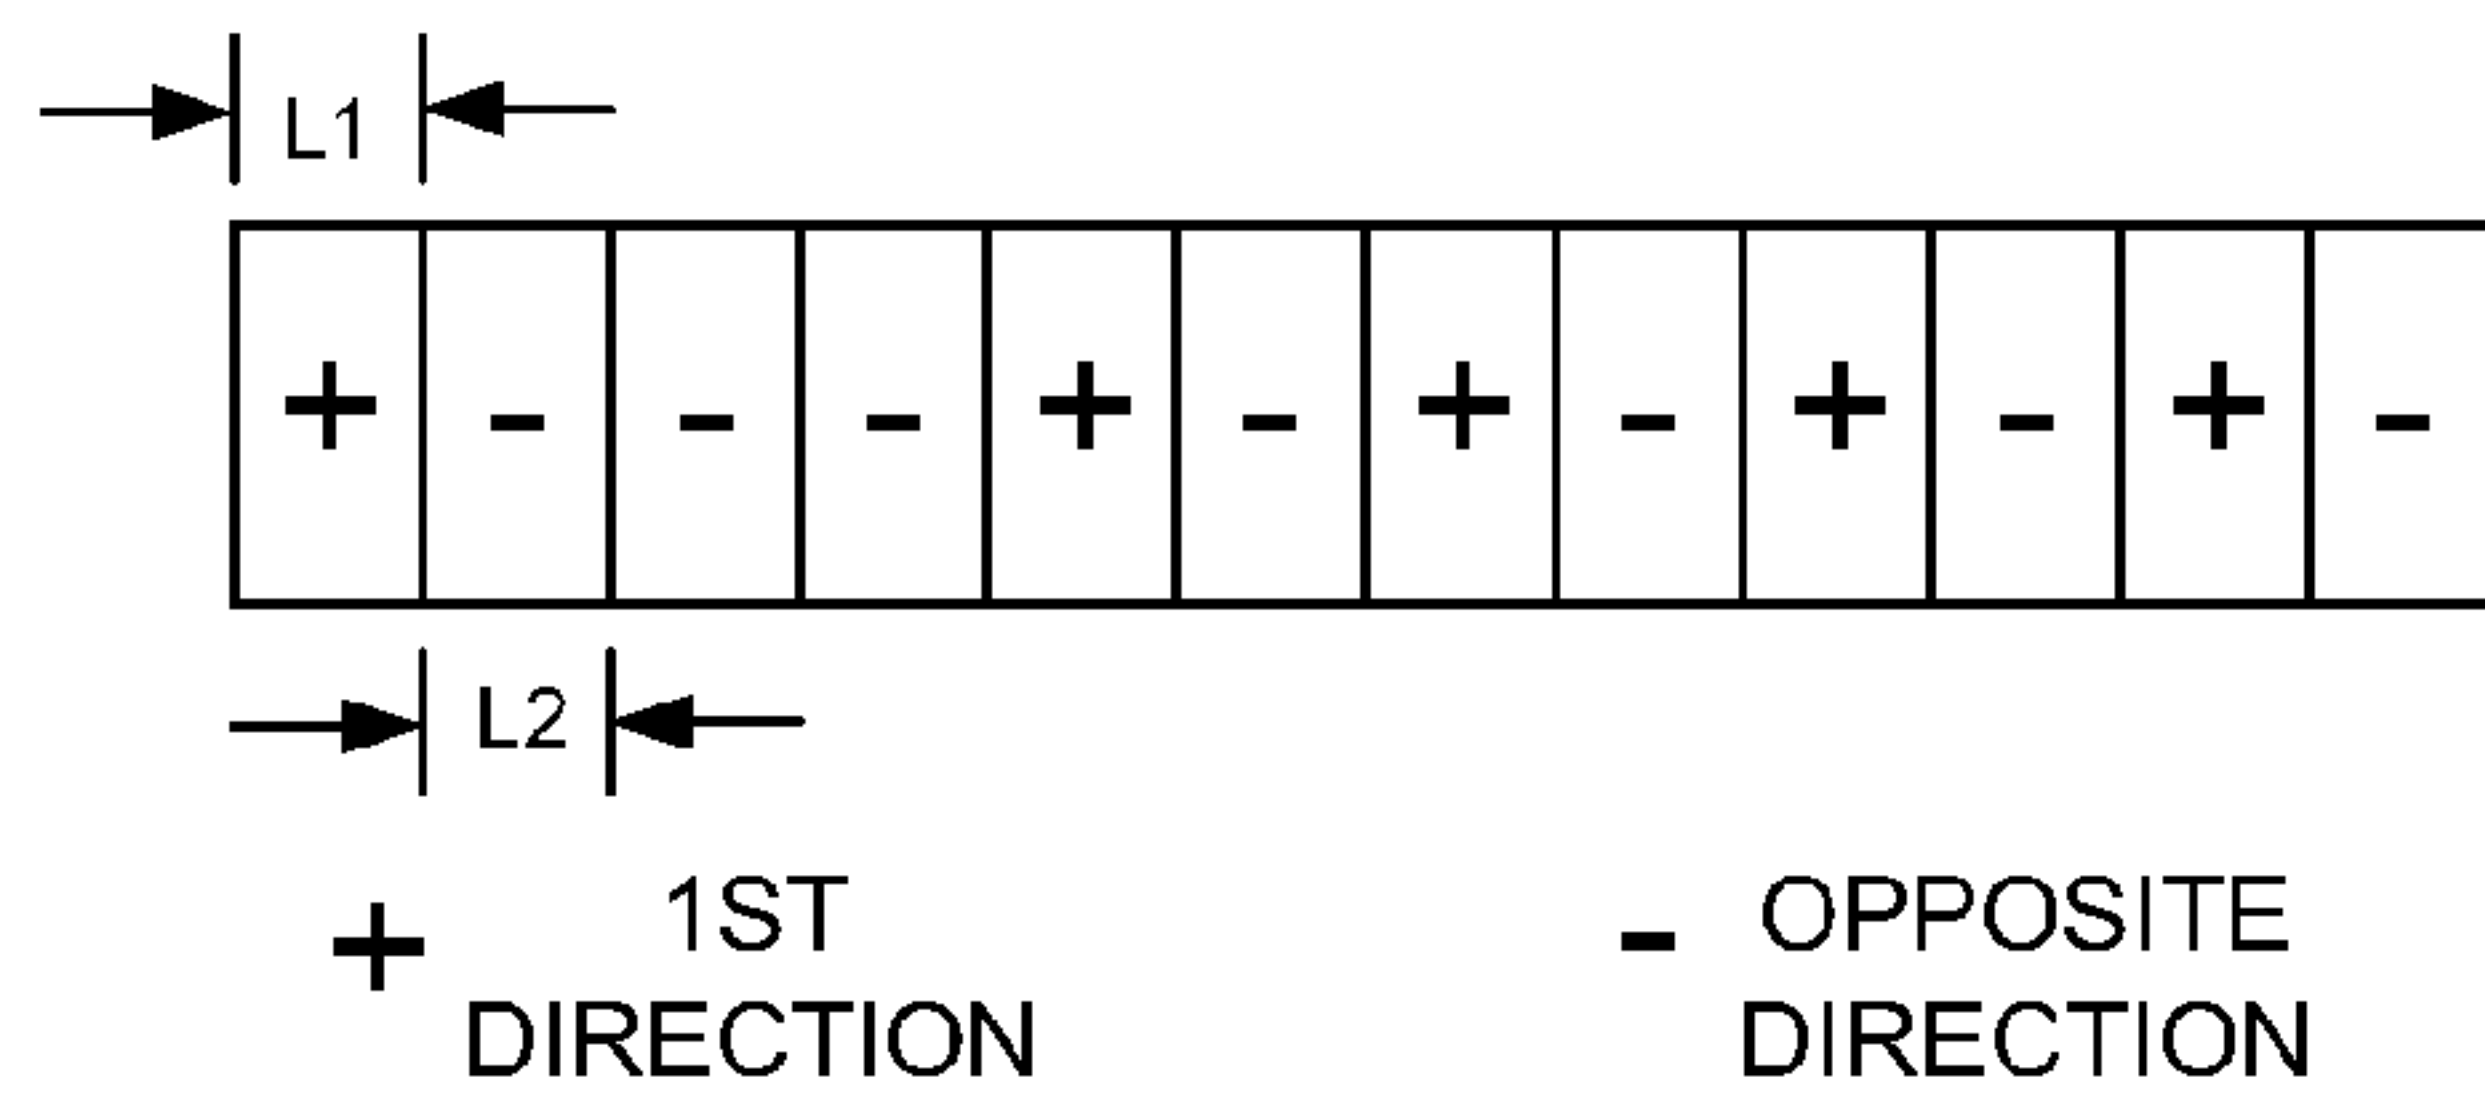 L1
+ - - - + - + - + - + -
L2
+ 1ST DIRECTION
- OPPOSITE DIRECTION